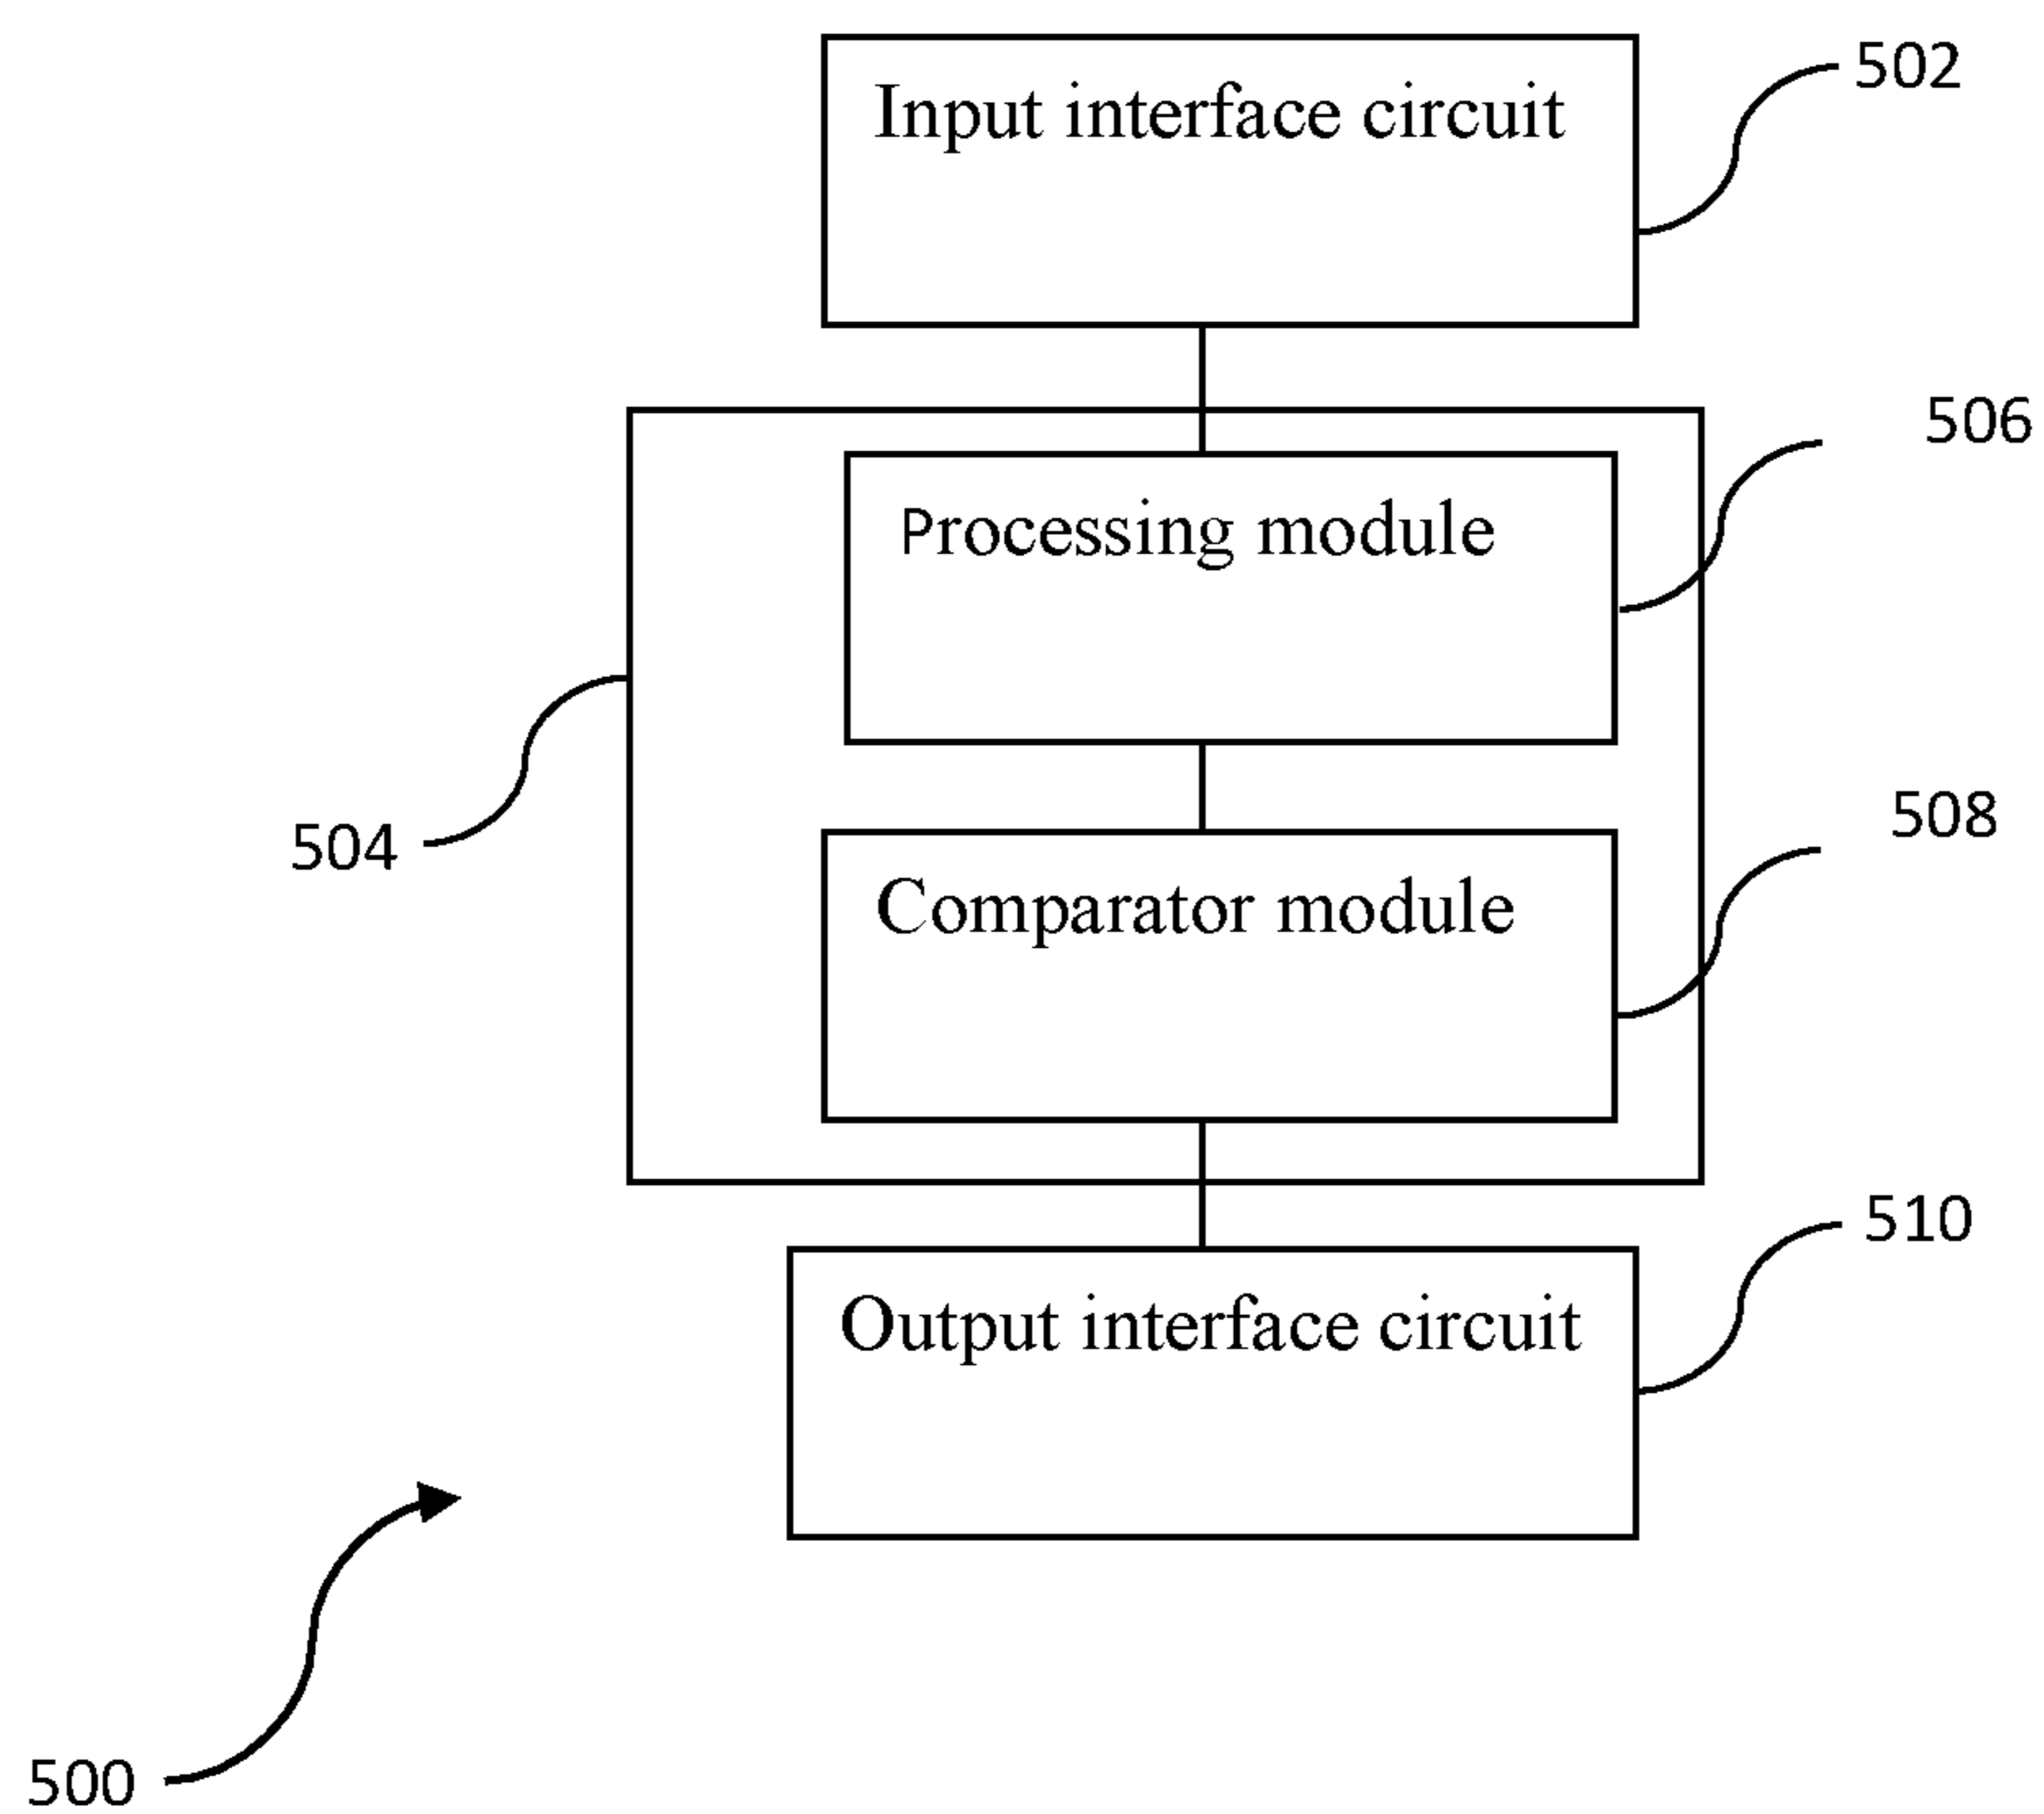 Input interface circuit
502
506
Processing module
504
508
Comparator module
510
Output interface circuit
500